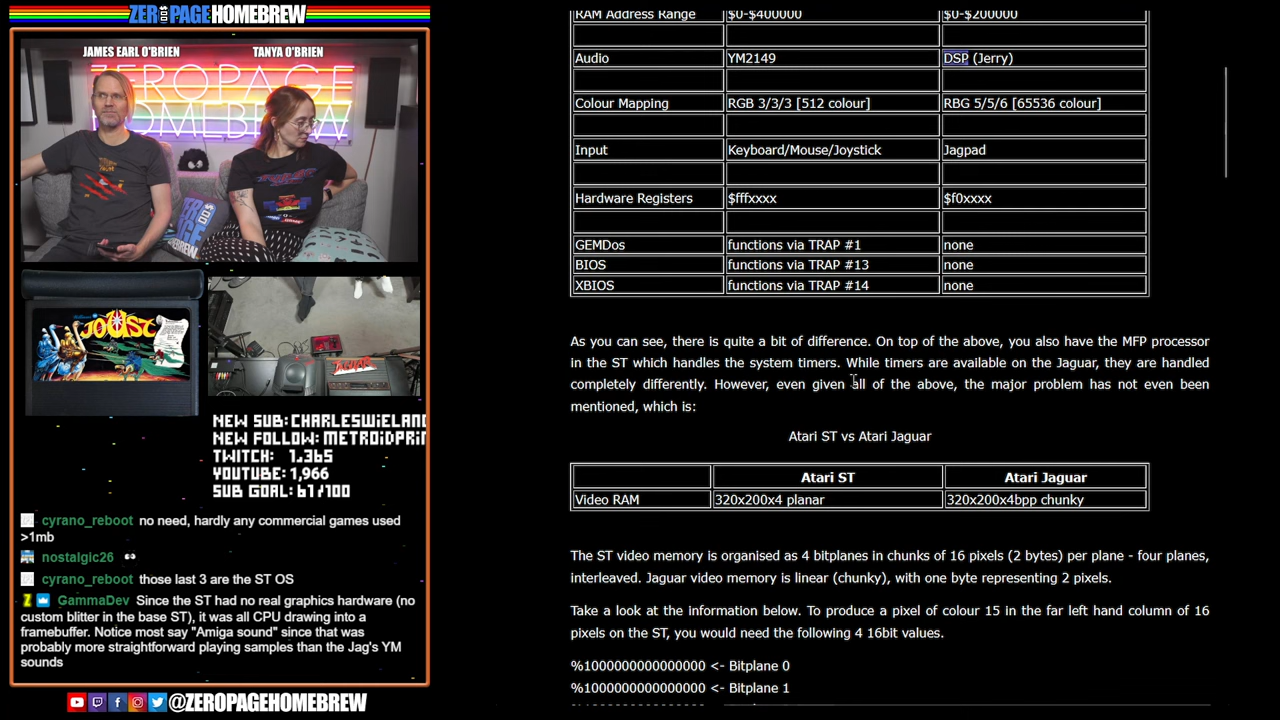 ZEROPAGEHOMEBREW
JAMES EARL O'BRIEN
TANYA O'BRIEN
ZEROPAGE
HOMEBREW
JOUST
JAGUAR
NEW SUB:CHARLESWIELAN
NEW FOLLOW:METROIDPRI
TWITCH: 1,365
YOUTUBE: 1,966
SUB GOAL: 67/100
cyrano_reboot no need, hardly any commercial games used
>1mb
nostalgic26
cyrano_reboot those last 3 are the ST OS
GammaDev Since the ST had no real graphics hardware (no
custom blitter in the base ST), it was all CPU drawing into a
framebuffer. Notice most say "Amiga sound" since that was
probably more straightforward playing samples than the Jag's YM
sounds
@ZEROPAGEHOMEBREW
RAM Address Range $0-$400000 $0-$200000
Audio YM2149 DSP (Jerry)
Colour Mapping RGB 3/3/3 [512 colour] RBG 5/5/6 [65536 colour]
Input Keyboard/Mouse/Joystick Jagpad
Hardware Registers $fffxxxx $f0xxxx
GEMDos functions via TRAP #1 none
BIOS functions via TRAP #13 none
XBIOS functions via TRAP #14 none
As you can see, there is quite a bit of difference. On top of the above, you also have the MFP processor
in the ST which handles the system timers. While timers are available on the Jaguar, they are handled
completely differently. However, even given all of the above, the major problem has not even been
mentioned, which is:
Atari ST vs Atari Jaguar
Atari ST Atari Jaguar
Video RAM 320x200x4 planar 320x200x4bpp chunky
The ST video memory is organised as 4 bitplanes in chunks of 16 pixels (2 bytes) per plane - four planes,
interleaved. Jaguar video memory is linear (chunky), with one byte representing 2 pixels.
Take a look at the information below. To produce a pixel of colour 15 in the far left hand column of 16
pixels on the ST, you would need the following 4 16bit values.
%1000000000000000 <- Bitplane 0
%1000000000000000 <- Bitplane 1